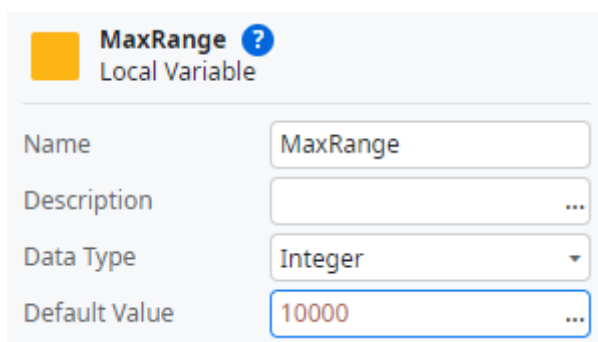 MaxRange ?
Local Variable
Name MaxRange
Description ...
Data Type Integer
Default Value 10000 ...